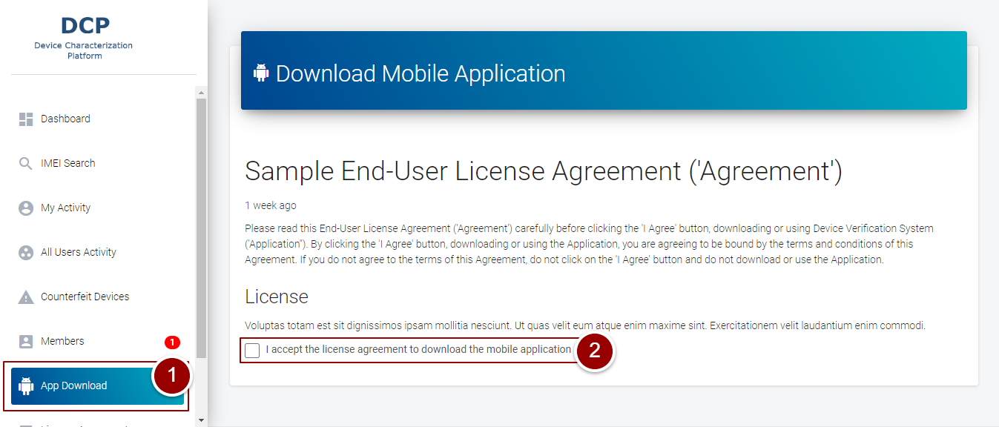 DCP
Device Characterization
Platform
Dashboard
IMEI Search
My Activity
All Users Activity
Counterfeit Devices
Members
1
App Download
1
Download Mobile Application
Sample End-User License Agreement ('Agreement')
1 week ago
Please read this End-User License Agreement ('Agreement') carefully before clicking the 'I Agree' button, downloading or using Device Verification System
('Application"). By clicking the 'I Agree' button, downloading or using the Application, you are agreeing to be bound by the terms and conditions of this
Agreement. If you do not agree to the terms of this Agreement, do not click on the 'I Agree' button and do not download or use the Application.
License
Voluptas totam est sit dignissimos ipsam mollitia nesciunt. Ut quas velit eum atque enim maxime sint. Exercitationem velit laudantium enim commodi.
I accept the license agreement to download the mobile application
2